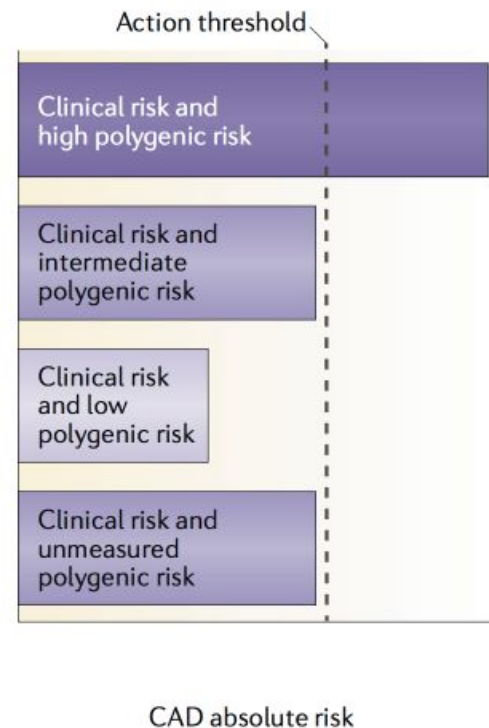 Action threshold
Clinical risk and
high polygenic risk
Clinical risk and
intermediate
polygenic risk
Clinical risk
and low
polygenic risk
Clinical risk and
unmeasured
polygenic risk
CAD absolute risk